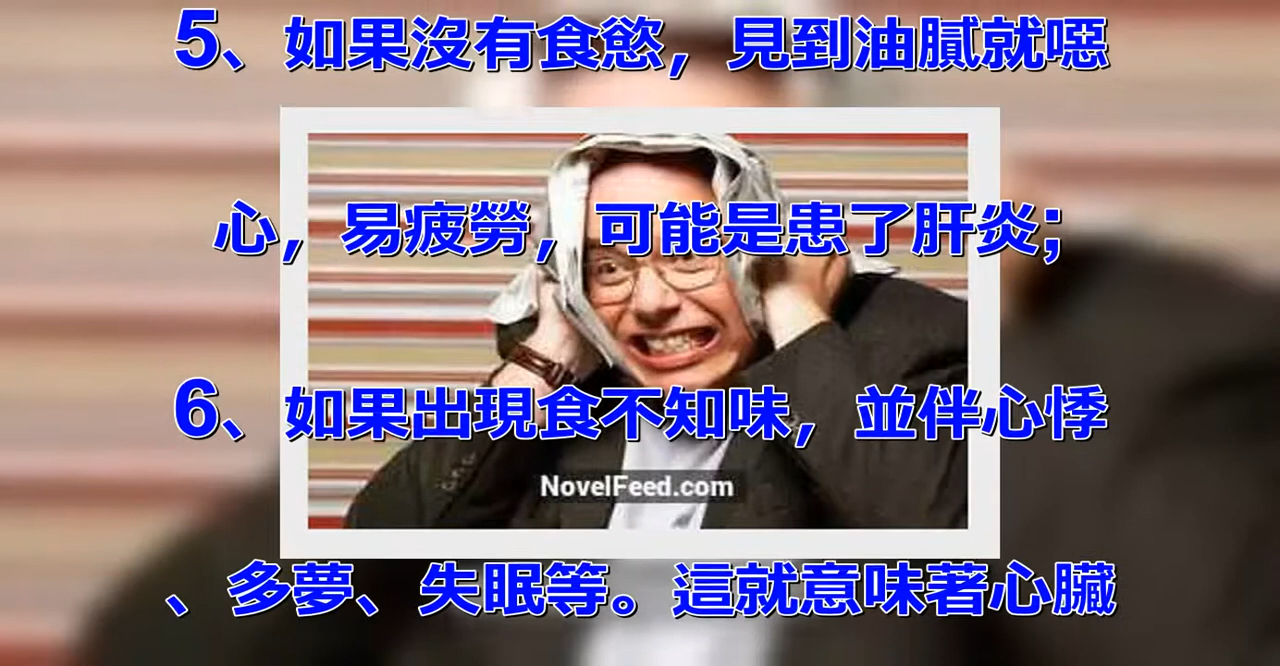 5、如果沒有食慾，見到油膩就噁
心，易疲勞，可能是患了肝炎；
6、如果出現食不知味，並伴心悸
NovelFeed.com
、多夢、失眠等。這就意味著心臟